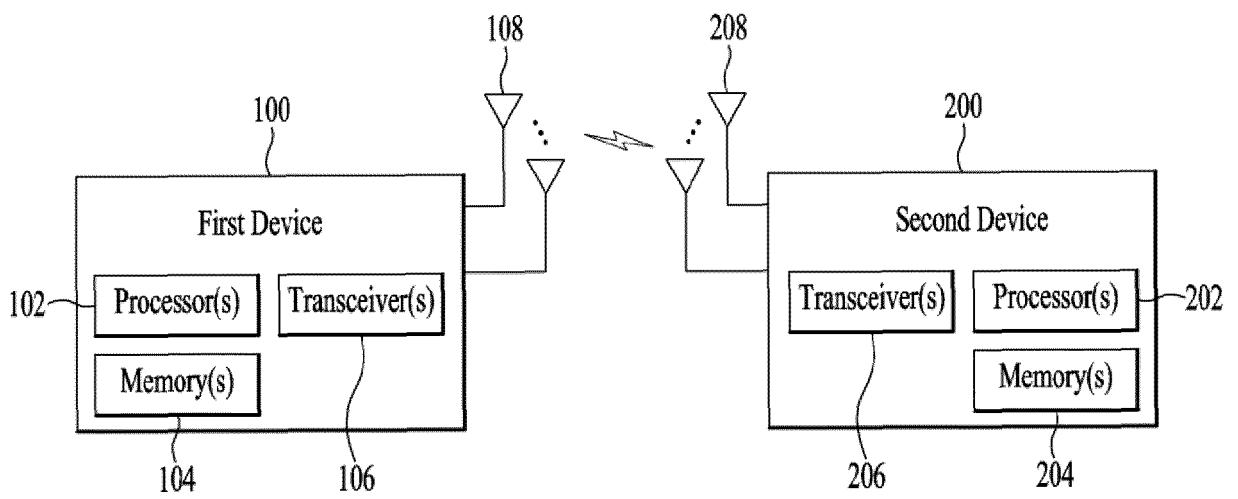 108
208
100
200
First Device
Second Device
102
Processor(s)
Transceiver(s)
Transceiver(s)
Processor(s)
202
Memory(s)
Memory(s)
104
106
206
204